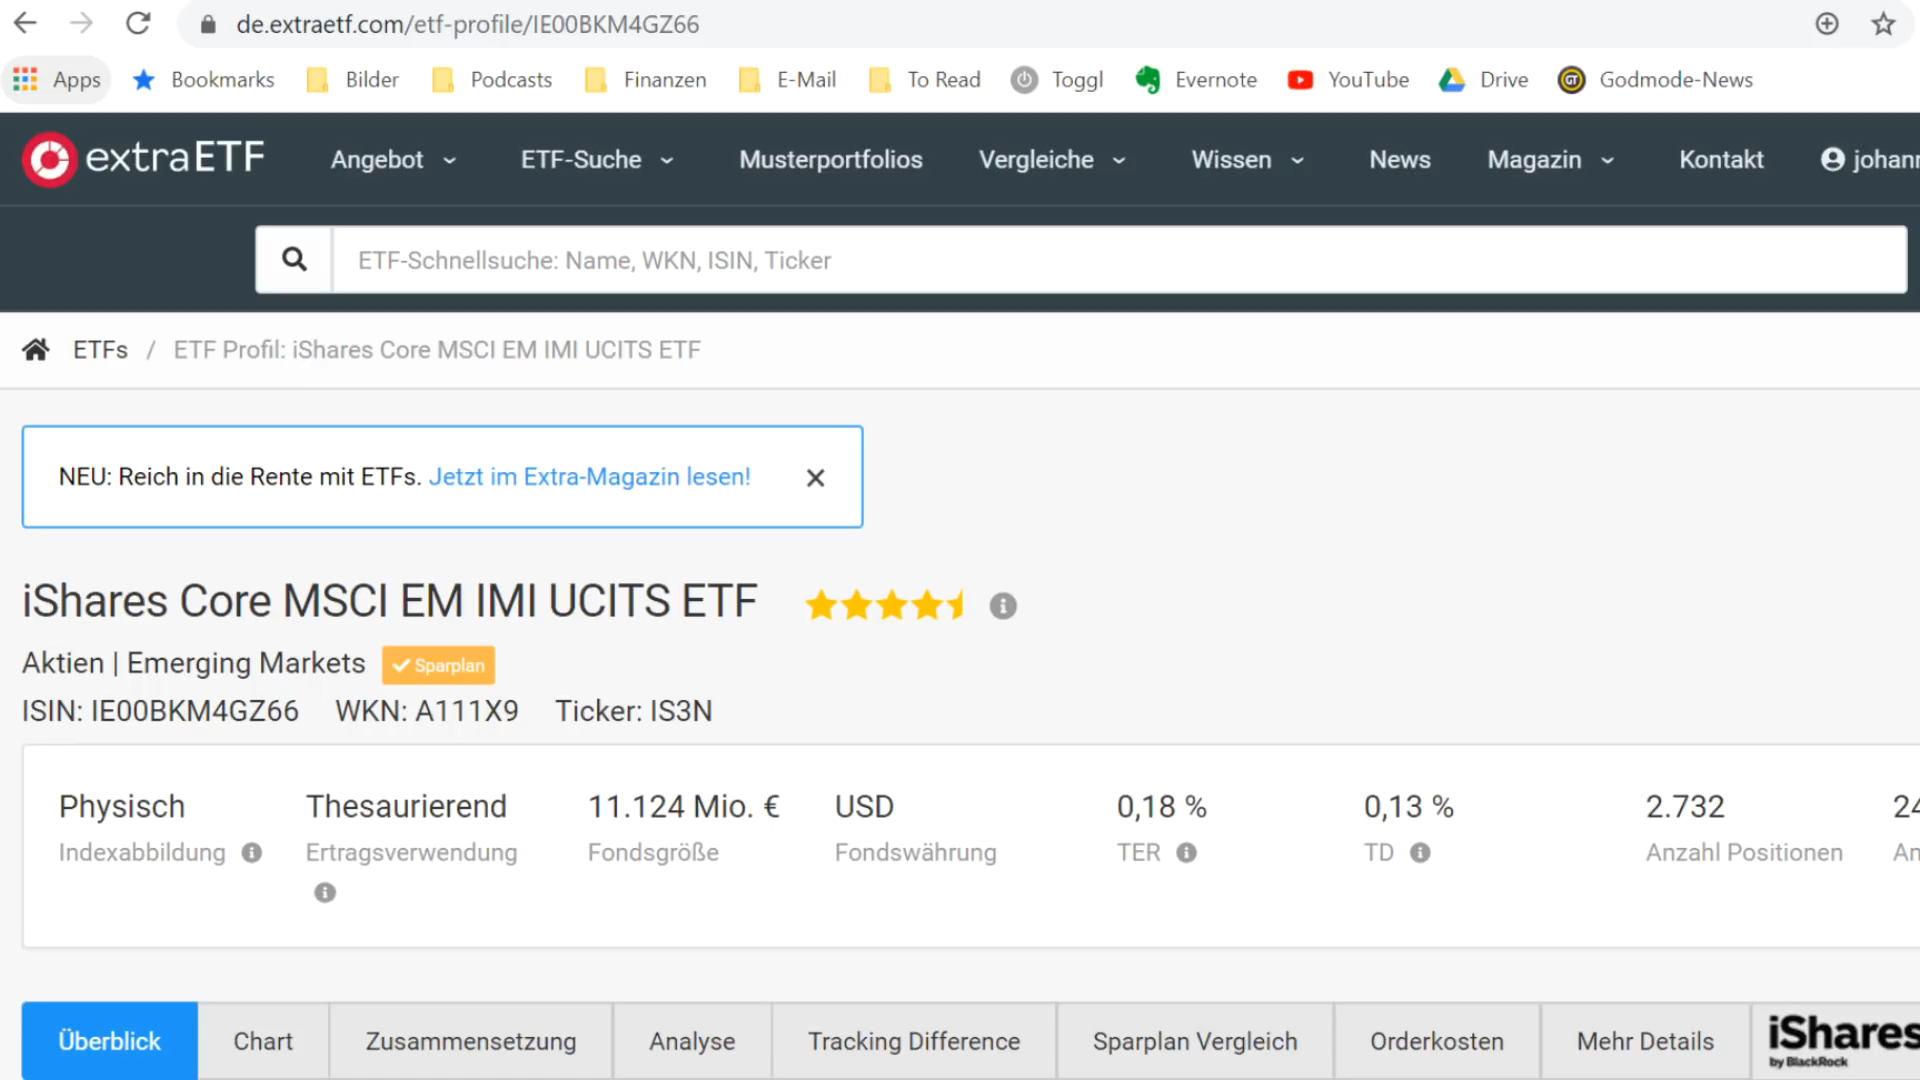 de.extraetf.com/etf-profile/IE00BKM4GZ66
Apps Bookmarks Bilder Podcasts Finanzen E-Mail To Read Toggl Evernote YouTube Drive Godmode-News
extraETF Angebot ETF-Suche Musterportfolios Vergleiche Wissen News Magazin Kontakt
ETF-Schnellsuche: Name, WKN, ISIN, Ticker
ETFs / ETF Profil: iShares Core MSCI EM IMI UCITS ETF
NEU: Reich in die Rente mit ETFs. Jetzt im Extra-Magazin lesen!
iShares Core MSCI EM IMI UCITS ETF
Aktien | Emerging Markets Sparplan
ISIN: IE00BKM4GZ66 WKN: A111X9 Ticker: IS3N
Physisch Thesaurierend 11.124 Mio. € USD 0,18 % 0,13 % 2.732
Indexabbildung Ertragsverwendung Fondsgröße Fondswährung TER TD Anzahl Positionen
Überblick Chart Zusammensetzung Analyse Tracking Difference Sparplan Vergleich Orderkosten Mehr Details iShares
by BlackRock